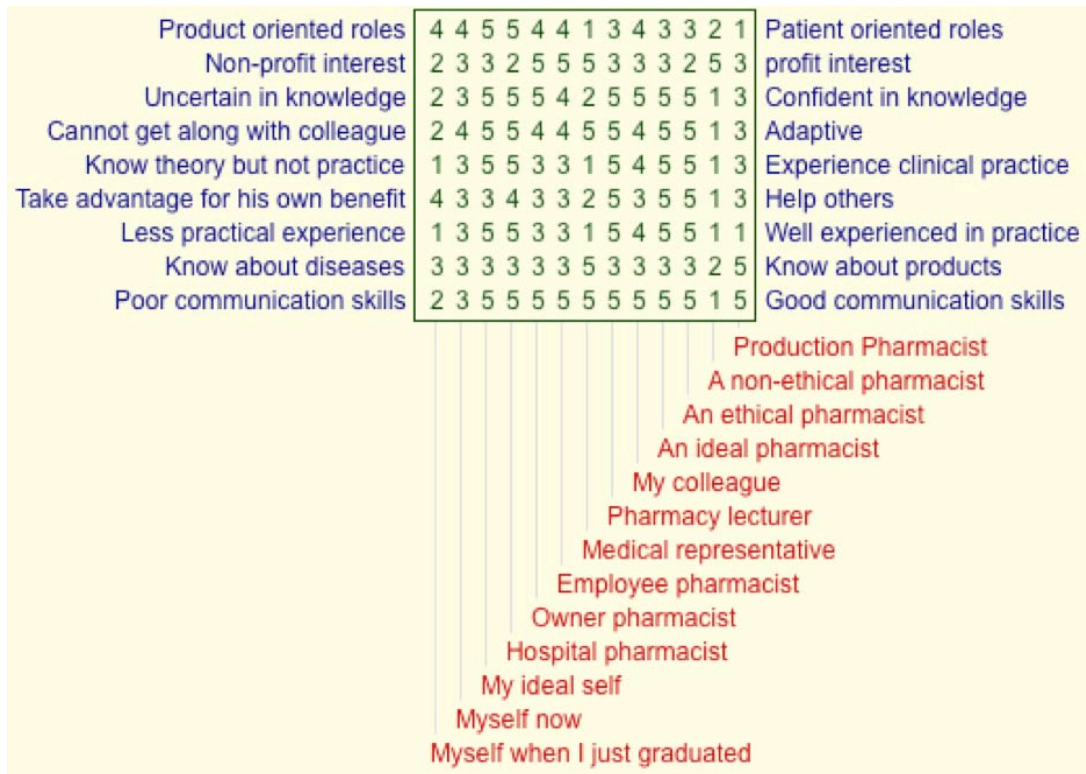 Product oriented roles 4 4 5 5 4 4 1 3 4 3 3 2 1 Patient oriented roles
Non-profit interest 2 3 3 2 5 5 5 3 3 3 2 5 3 profit interest
Uncertain in knowledge 2 3 5 5 5 4 2 5 5 5 5 1 3 Confident in knowledge
Cannot get along with colleague 2 4 5 5 4 4 5 5 4 5 5 1 3 Adaptive
Know theory but not practice 1 3 5 5 3 3 1 5 4 5 5 1 3 Experience clinical practice
Take advantage for his own benefit 4 3 3 4 3 3 2 5 3 5 5 1 3 Help others
Less practical experience 1 3 5 5 3 3 1 5 4 5 5 1 1 Well experienced in practice
Know about diseases 3 3 3 3 3 3 5 3 3 3 3 2 5 Know about products
Poor communication skills 2 3 5 5 5 5 5 5 5 5 5 1 5 Good communication skills
Production Pharmacist
A non-ethical pharmacist
An ethical pharmacist
An ideal pharmacist
My colleague
Pharmacy lecturer
Medical representative
Employee pharmacist
Owner pharmacist
Hospital pharmacist
My ideal self
Myself now
Myself when I just graduated